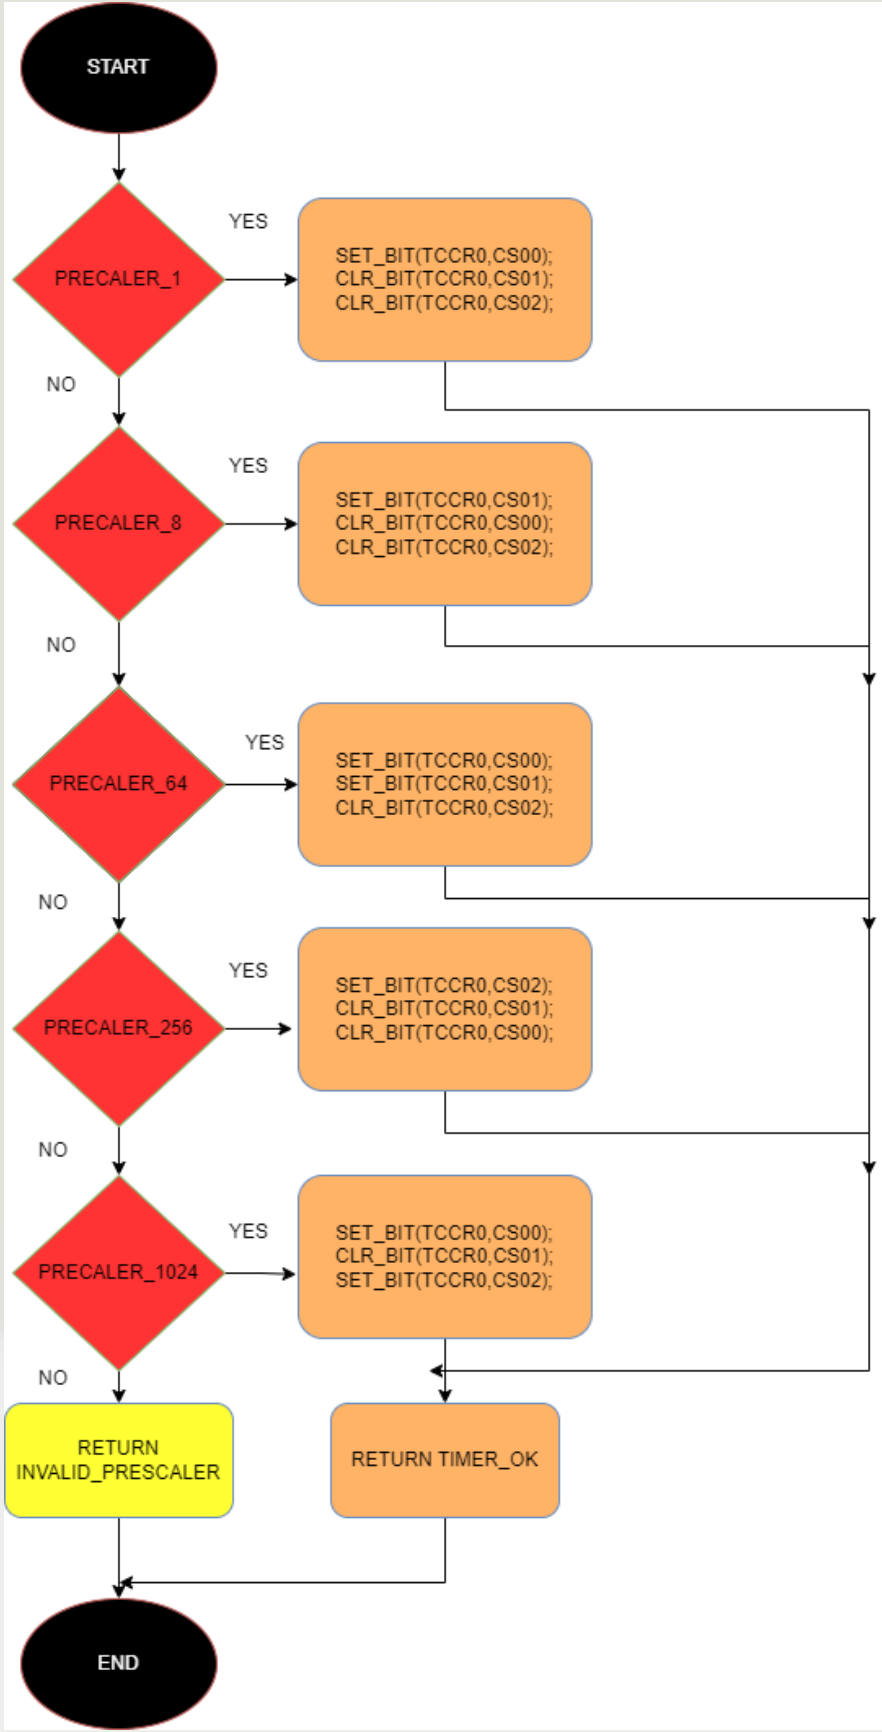 START
PRECALER_1
YES
SET_BIT(TCCR0,CS00);
CLR_BIT(TCCR0,CS01);
CLR_BIT(TCCR0,CS02);
NO
PRECALER_8
YES
SET_BIT(TCCR0,CS01);
CLR_BIT(TCCR0,CS00);
CLR_BIT(TCCR0,CS02);
NO
PRECALER_64
YES
SET_BIT(TCCR0,CS00);
SET_BIT(TCCR0,CS01);
CLR_BIT(TCCR0,CS02);
NO
PRECALER_256
YES
SET_BIT(TCCR0,CS02);
CLR_BIT(TCCR0,CS01);
CLR_BIT(TCCR0,CS00);
NO
PRECALER_1024
YES
SET_BIT(TCCR0,CS00);
CLR_BIT(TCCR0,CS01);
SET_BIT(TCCR0,CS02);
NO
RETURN
INVALID_PRESCALER
RETURN TIMER_OK
END